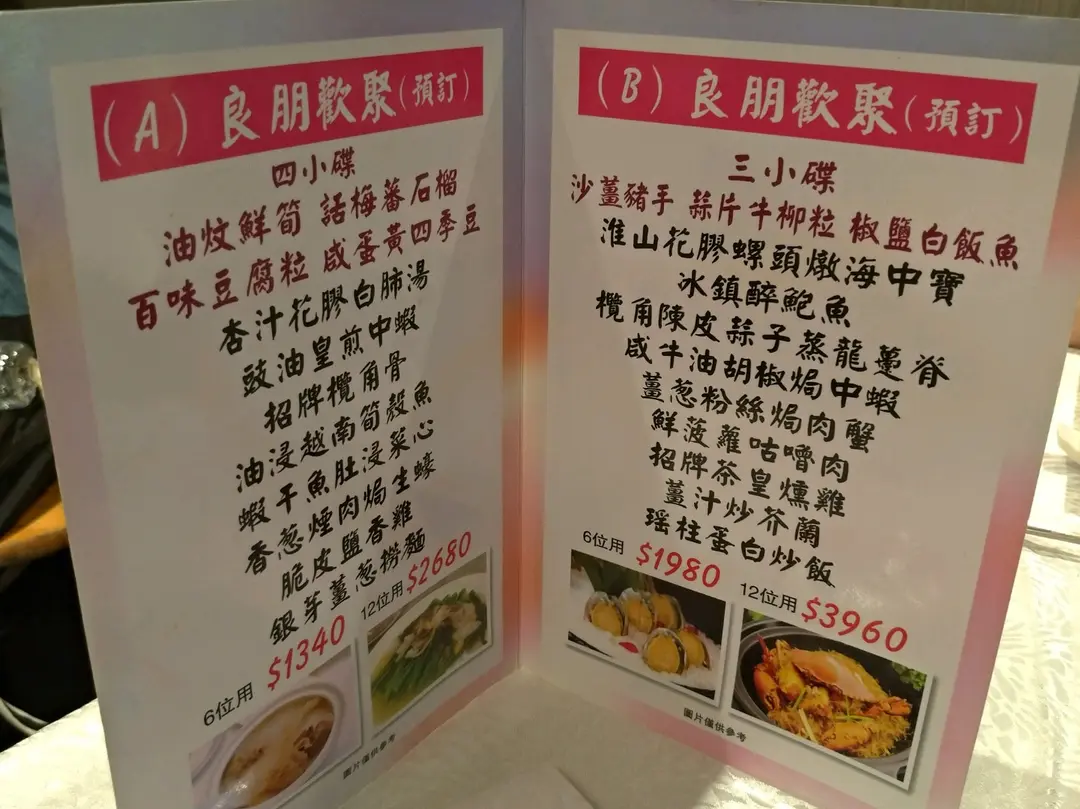 (A) 良朋歡聚(預訂)
四小碟
油炆鮮筍 話梅蕃石榴
百味豆腐粒 咸蛋黃四季豆
杏汁花膠白肺湯
豉油皇煎中蝦
招牌欖角骨
油浸越南筍殼魚
蝦干魚肚浸菜心
香葱煙肉焗生蠔
脆皮鹽香雞
銀芽薑葱撈麵
6位用 $1340 12位用 $2680
圖片僅供參考
(B) 良朋歡聚(預訂)
三小碟
沙薑豬手 蒜片牛柳粒 椒鹽白飯魚
淮山花膠螺頭燉海中寶
冰鎮醉鮑魚
欖角陳皮蒜子蒸龍躉脊
咸牛油胡椒焗中蝦
薑葱粉絲焗肉蟹
鮮菠蘿咕嚕肉
招牌茶皇燻雞
薑汁炒芥蘭
瑶柱蛋白炒飯
6位用 $1980 12位用 $3960
圖片僅供參考